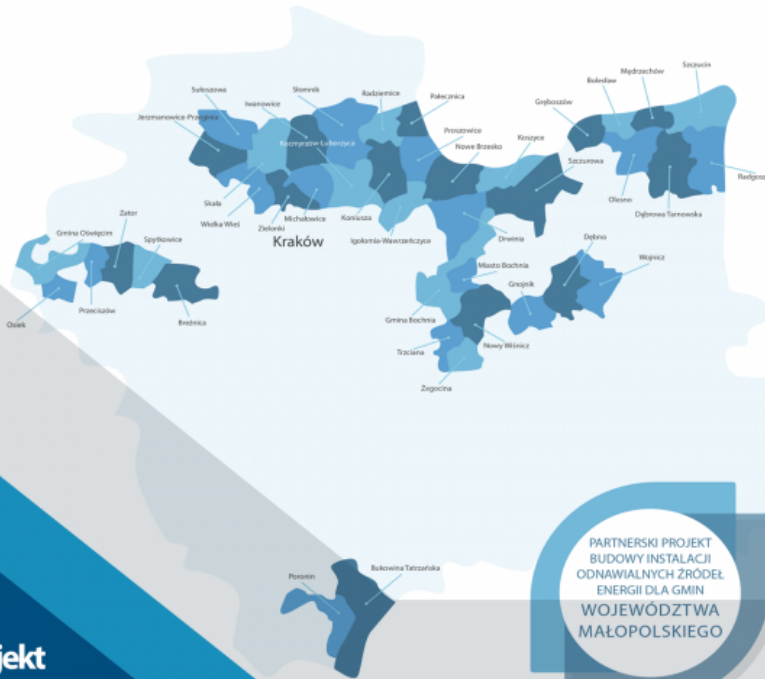 Szczucin
Mędrzechów
Bolesław
Sułoszowa
Słomnik
Radziemice
Pałecznica
Gręboszów
Iwanowice
Jerzmanowice-Przeginia
Proszowice
Koszyce
Kocmyrzów-Luborzyca
Nowe Brzesko
Szczurowa
Radgosz
Olesno
Skała
Dąbrowa Tarnowska
Wielka Wieś
Michałowice
Koniusza
Zielonki
Igołomia-Wawrzeńczyce
Drwinia
Kraków
Zator
Gmina Oświęcim
Spytkowice
Dębno
Wojnicz
Miasto Bochnia
Gnojnik
Przeciszów
Osiek
Brzeźnica
Gmina Bochnia
Nowy Wiśnicz
Trzciana
Żegocina
Poronin
Bukowina Tatrzańska
PARTNERSKI PROJEKT
BUDOWY INSTALACJI
ODNAWIALNYCH ŹRÓDEŁ
ENERGII DLA GMIN
WOJEWÓDZTWA
MAŁOPOLSKIEGO
jekt